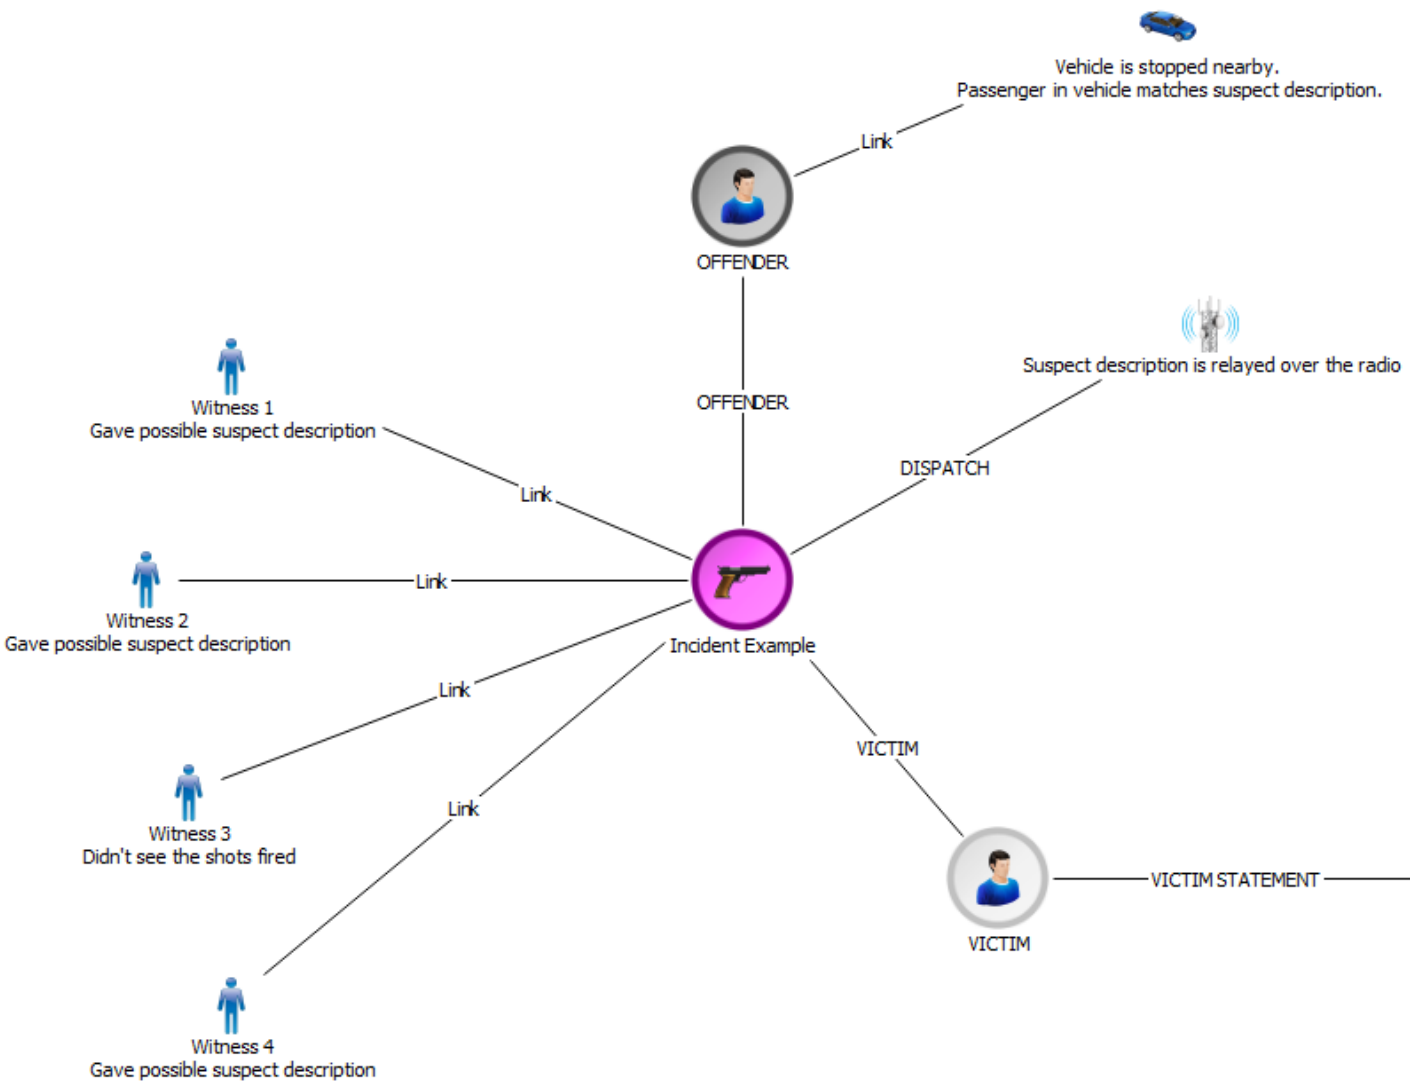 Vehicle is stopped nearby.
Passenger in vehicle matches suspect description.
Link
OFFENDER
Suspect description is relayed over the radio
OFFENDER
Witness 1
Gave possible suspect description
DISPATCH
Link
Link
Witness 2
Gave possible suspect description
Incident Example
Link
VICTIM
Link
Witness 3
Didn't see the shots fired
VICTIM STATEMENT
VICTIM
Witness 4
Gave possible suspect description